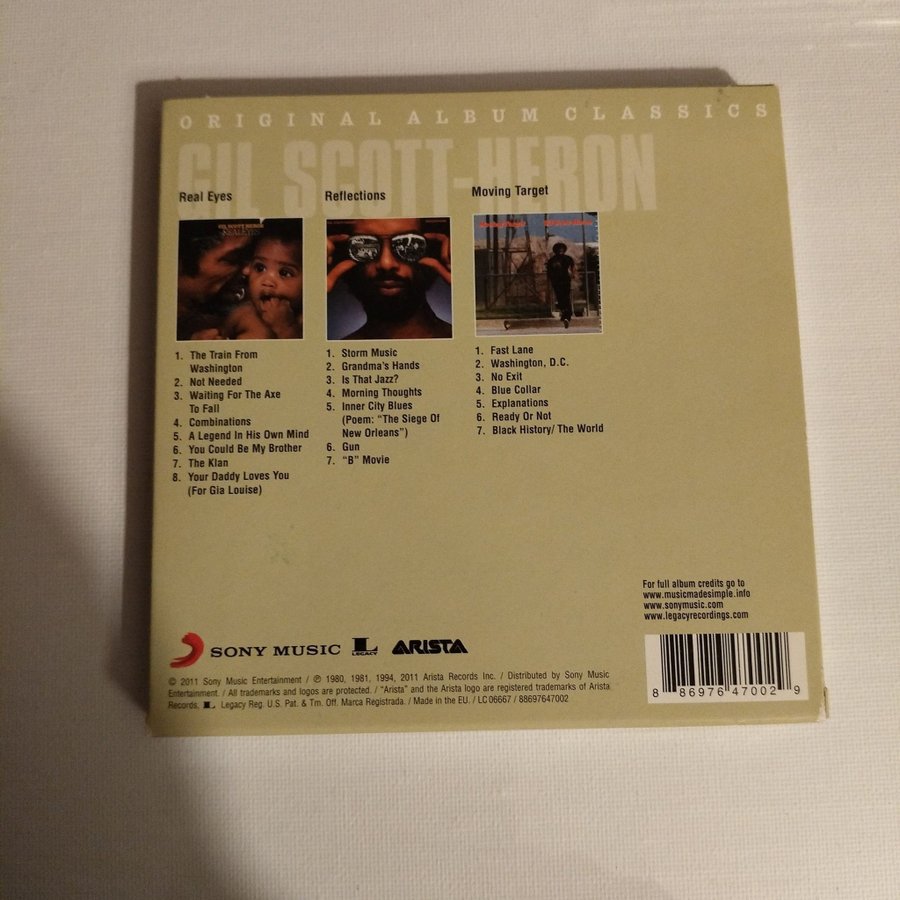 ORIGINAL ALBUM CLASSICS
GIL SCOTT-HERON
Real Eyes
GIL SCOTT HERON
REAL EYES
1. The Train From
Washington
2. Not Needed
3. Waiting For The Axe
To Fall
4. Combinations
5. A Legend In His Own Mind
6. You Could Be My Brother
7. The Klan
8. Your Daddy Loves You
(For Gia Louise)
Reflections
1. Storm Music
2. Grandma's Hands
3. Is That Jazz?
4. Morning Thoughts
5. Inner City Blues
(Poem: “The Siege Of
New Orleans”)
6. Gun
7. “B” Movie
Moving Target
1. Fast Lane
2. Washington, D.C.
3. No Exit
4. Blue Collar
5. Explanations
6. Ready Or Not
7. Black History/ The World
For full album credits go to
www.musicmadesimple.info
www.sonymusic.com
www.legacyrecordings.com
SONY MUSIC LEGACY ARISTA
© 2011 Sony Music Entertainment / ℗ 1980, 1981, 1994, 2011 Arista Records Inc. / Distributed by Sony Music
Entertainment. / All trademarks and logos are protected. / “Arista” and the Arista logo are registered trademarks of Arista
Records, L Legacy Reg. U.S. Pat. & Tm. Off. Marca Registrada. / Made in the EU. / LC 06667 / 88697647002
8 86976 47002 9